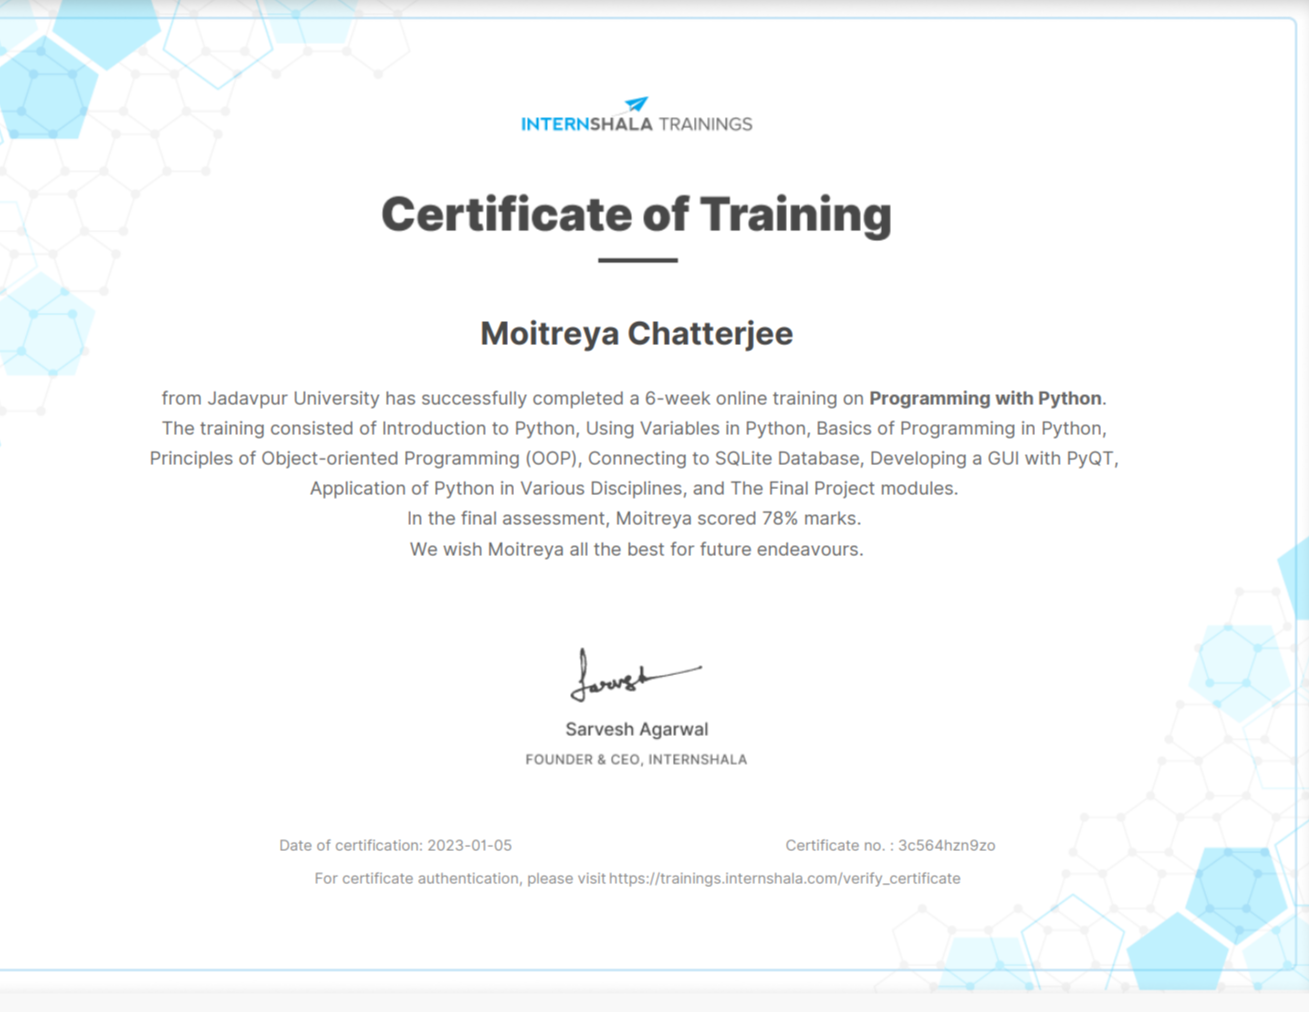 INTERNSHALA TRAININGS
Certificate of Training
Moitreya Chatterjee
from Jadavpur University has successfully completed a 6-week online training on Programming with Python.
The training consisted of Introduction to Python, Using Variables in Python, Basics of Programming in Python,
Principles of Object-oriented Programming (OOP), Connecting to SQLite Database, Developing a GUI with PyQT,
Application of Python in Various Disciplines, and The Final Project modules.
In the final assessment, Moitreya scored 78% marks.
We wish Moitreya all the best for future endeavours.
Sarvesh
Sarvesh Agarwal
FOUNDER & CEO, INTERNSHALA
Date of certification: 2023-01-05
Certificate no. : 3c564hzn9zo
For certificate authentication, please visit https://trainings.internshala.com/verify_certificate